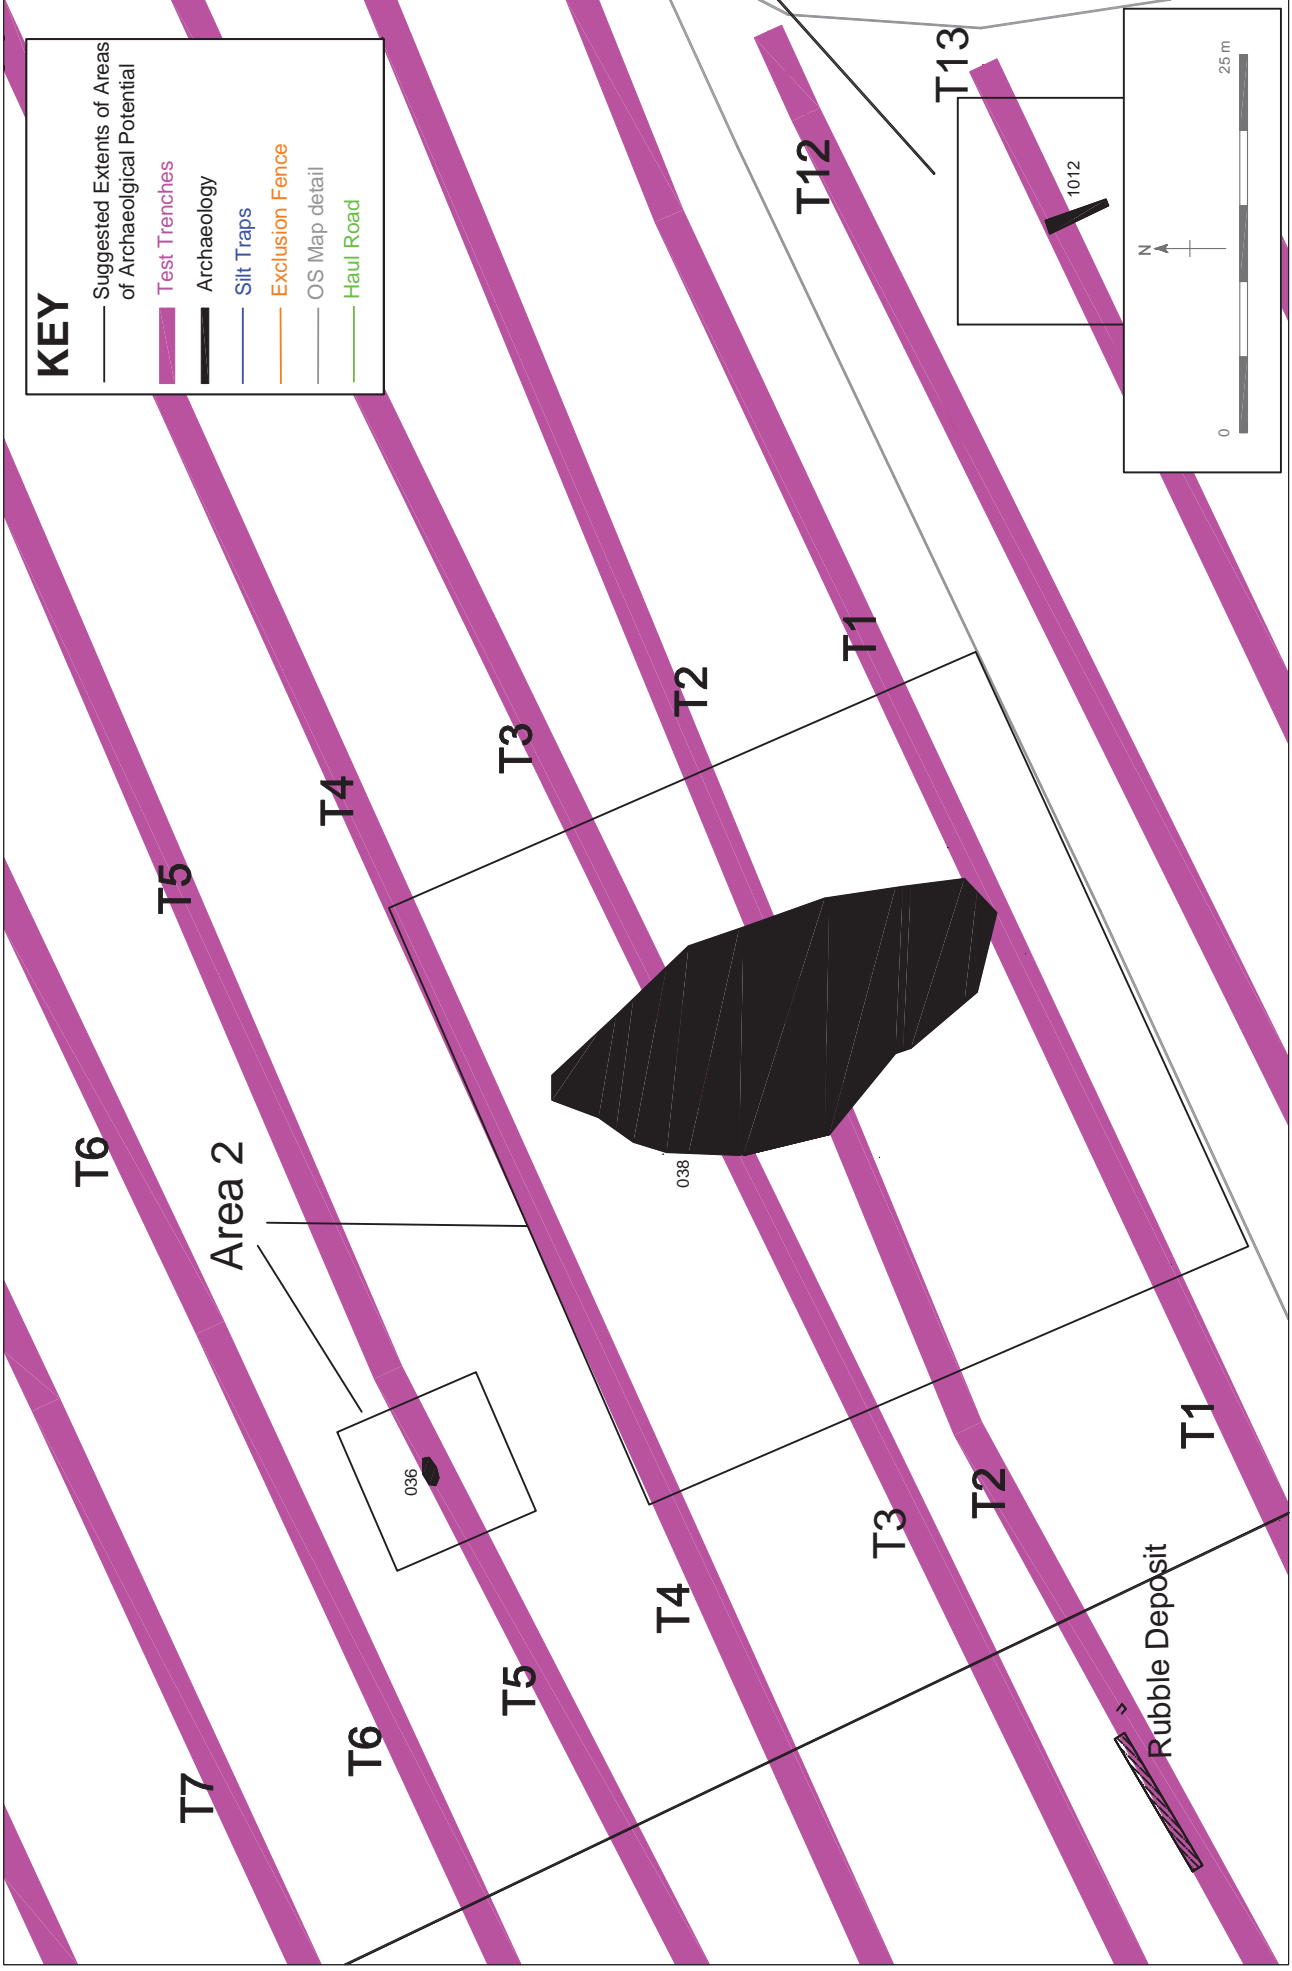 KEY
Suggested Extents of Areas
of Archaeolgical Potential
Test Trenches
Archaeology
Silt Traps
Exclusion Fence
OS Map detail
Haul Road
T7
T6
T6
T5
T5
T4
T4
T3
T3
T2
T2
T1
T1
T12
T13
Area 2
036
038
1012
Rubble Deposit
N
0
25 m